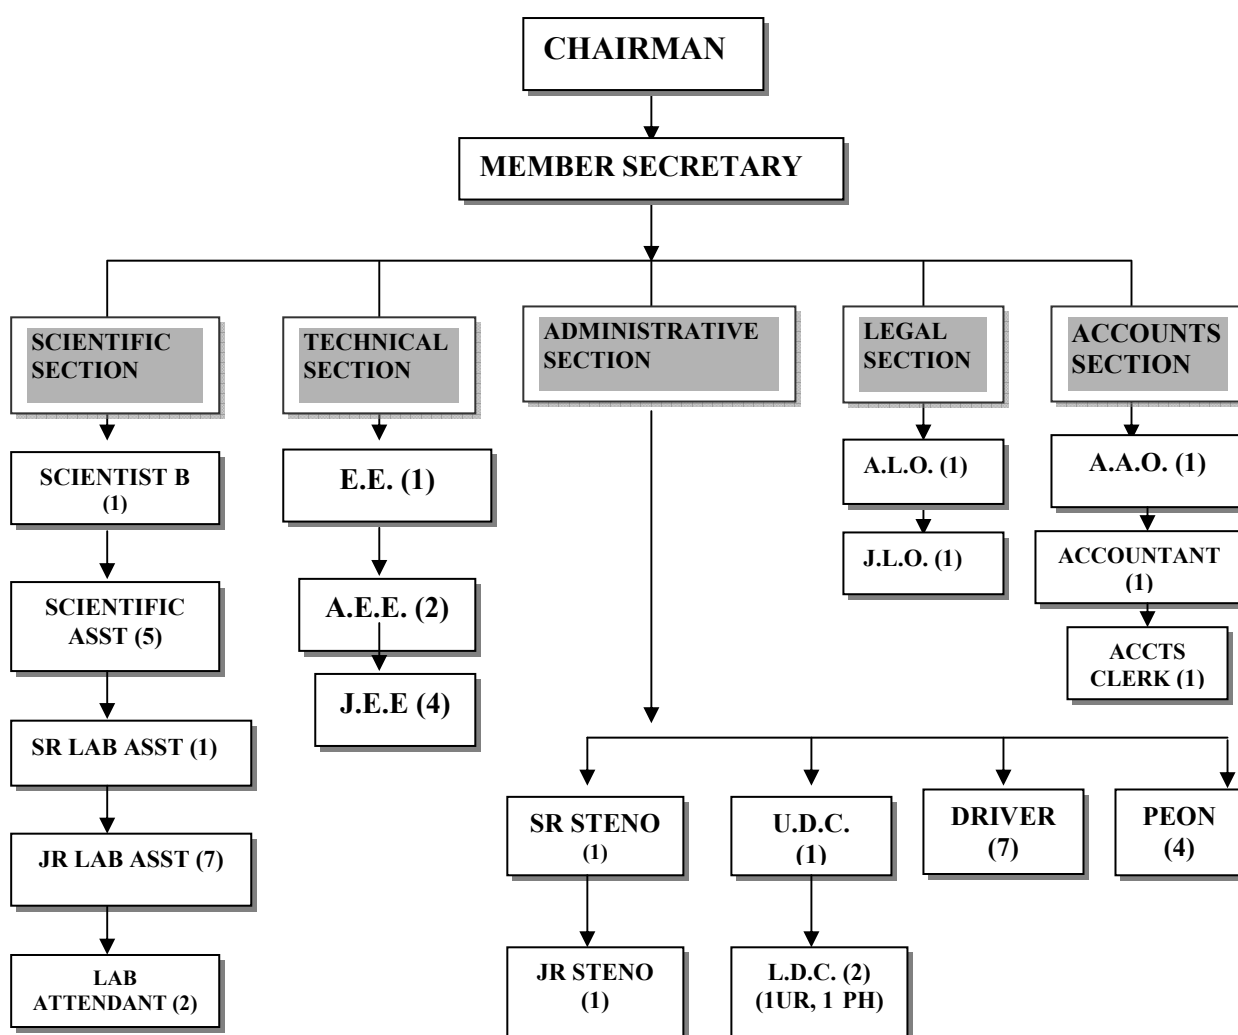 CHAIRMAN
MEMBER SECRETARY
SCIENTIFIC
SECTION
TECHNICAL
SECTION
ADMINISTRATIVE
SECTION
LEGAL
SECTION
ACCOUNTS
SECTION
SCIENTIST B
(1)
SCIENTIFIC
ASST (5)
SR LAB ASST (1)
JR LAB ASST (7)
LAB
ATTENDANT (2)
E.E. (1)
A.E.E. (2)
J.E.E (4)
SR STENO
(1)
JR STENO
(1)
U.D.C.
(1)
L.D.C. (2)
(1UR, 1 PH)
DRIVER
(7)
PEON
(4)
A.L.O. (1)
J.L.O. (1)
A.A.O. (1)
ACCOUNTANT
(1)
ACCTS
CLERK (1)